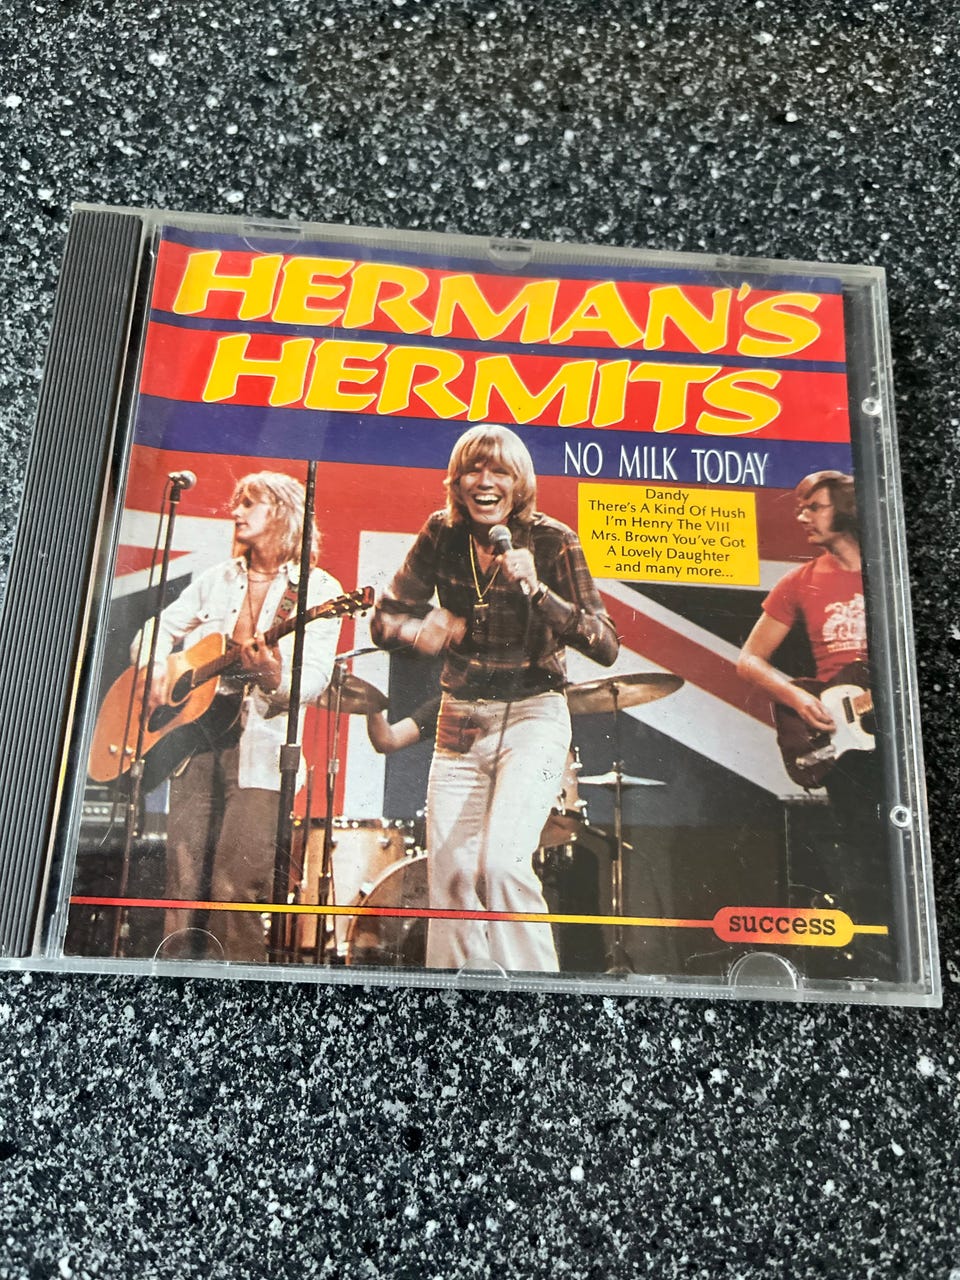 HERMAN'S
HERMITS
NO MILK TODAY
Dandy
There's A Kind Of Hush
I'm Henry The VIII
Mrs. Brown You've Got
A Lovely Daughter
– and many more...
success